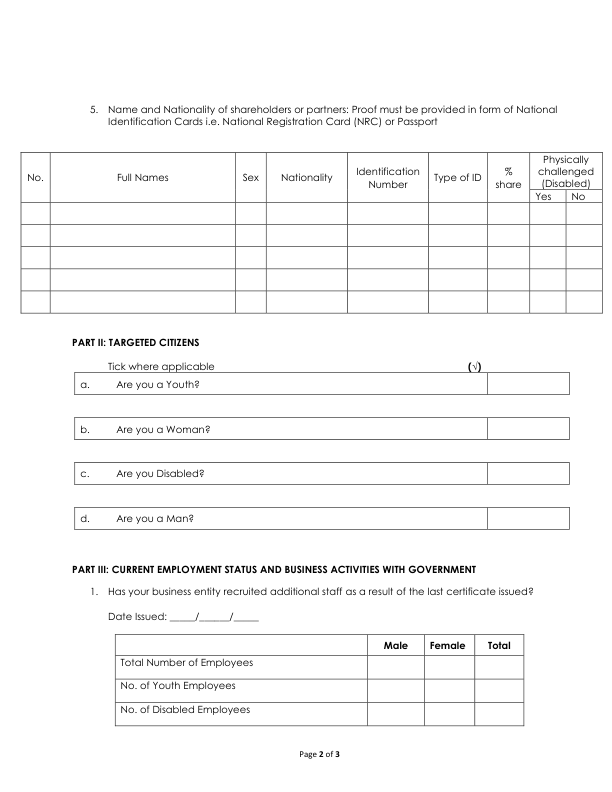 5. Name and Nationality of shareholders or partners: Proof must be provided in form of National
Identification Cards i.e. National Registration Card (NRC) or Passport
No. Full Names Sex Nationality Identification Number Type of ID % share Physically challenged (Disabled)
Yes No
PART II: TARGETED CITIZENS
Tick where applicable (√)
a. Are you a Youth?
b. Are you a Woman?
c. Are you Disabled?
d. Are you a Man?
PART III: CURRENT EMPLOYMENT STATUS AND BUSINESS ACTIVITIES WITH GOVERNMENT
1. Has your business entity recruited additional staff as a result of the last certificate issued?
Date Issued: _____/______/_____
Male Female Total
Total Number of Employees
No. of Youth Employees
No. of Disabled Employees
Page 2 of 3